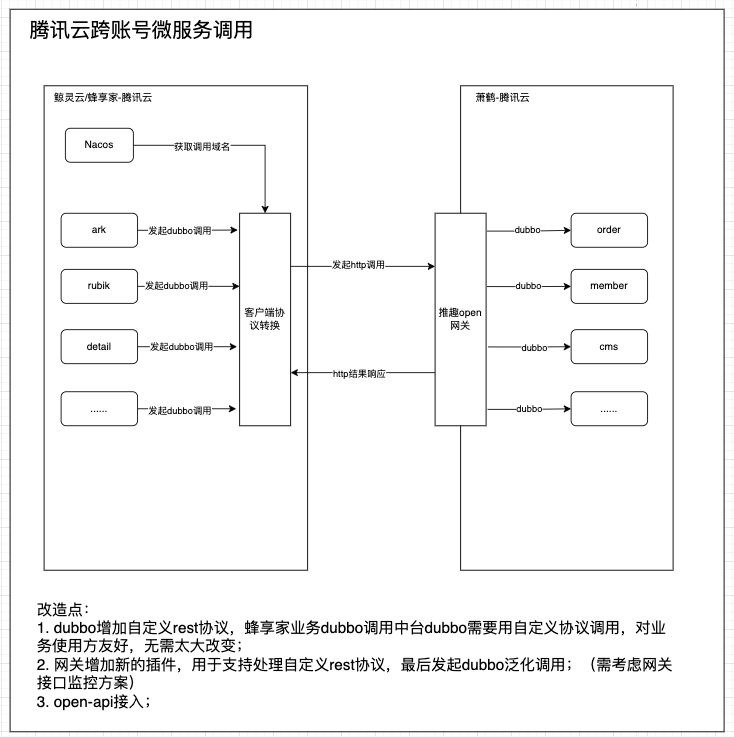 腾讯云跨账号微服务调用
鲸灵云/蜂享家-腾讯云
萧鹤-腾讯云
Nacos
获取调用域名
ark
发起dubbo调用
dubbo
order
发起http调用
rubik
发起dubbo调用
dubbo
member
客户端协
议转换
推趣open
网关
detail
发起dubbo调用
dubbo
cms
http结果响应
......
发起dubbo调用
dubbo
......
改造点：
1. dubbo增加自定义rest协议，蜂享家业务dubbo调用中台dubbo需要用自定义协议调用，对业
务使用方友好，无需太大改变；
2. 网关增加新的插件，用于支持处理自定义rest协议，最后发起dubbo泛化调用；（需考虑网关
接口监控方案）
3. open-api接入；